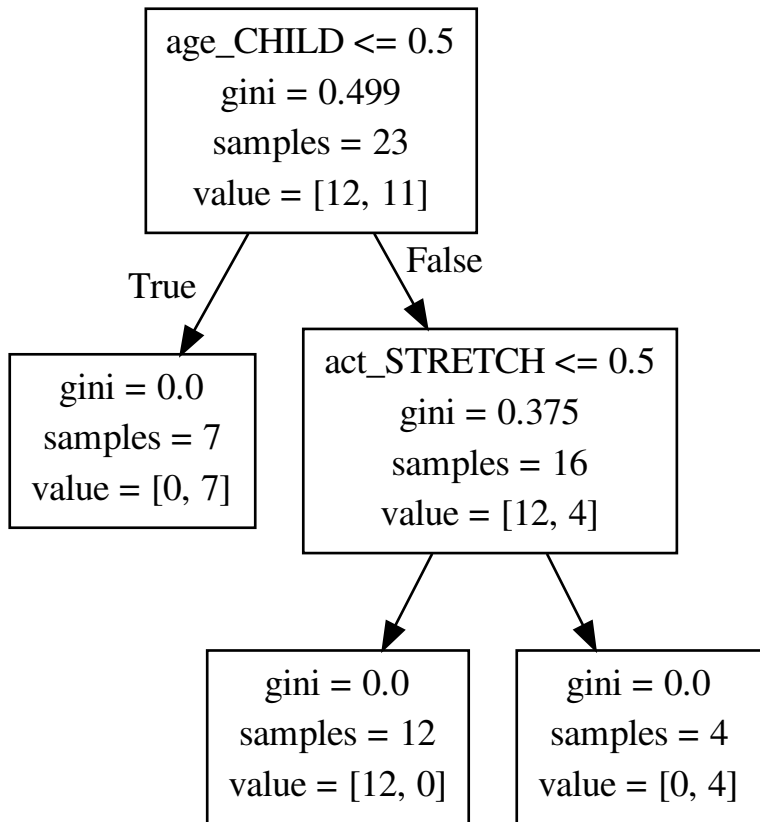 age_CHILD <= 0.5
gini = 0.499
samples = 23
value = [12, 11]
True
False
gini = 0.0
samples = 7
value = [0, 7]
act_STRETCH <= 0.5
gini = 0.375
samples = 16
value = [12, 4]
gini = 0.0
samples = 12
value = [12, 0]
gini = 0.0
samples = 4
value = [0, 4]